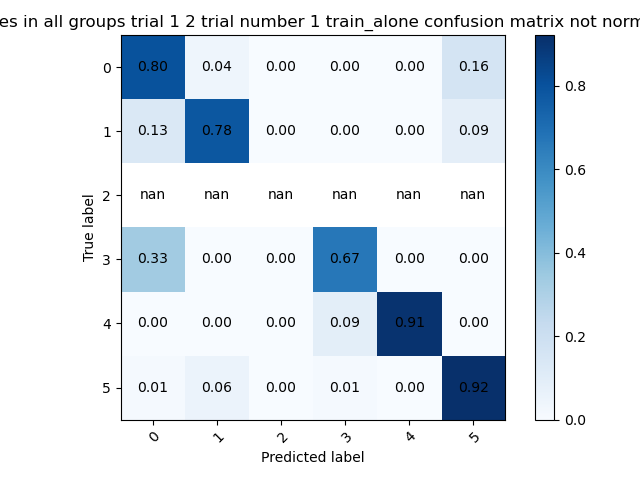 es in all groups trial 1 2 trial number 1 train_alone confusion matrix not norm
0 0.80 0.04 0.00 0.00 0.00 0.16
1 0.13 0.78 0.00 0.00 0.00 0.09
2 nan nan nan nan nan nan
3 0.33 0.00 0.00 0.67 0.00 0.00
4 0.00 0.00 0.00 0.09 0.91 0.00
5 0.01 0.06 0.00 0.01 0.00 0.92
0 1 2 3 4 5
True label
Predicted label
0.8
0.6
0.4
0.2
0.0